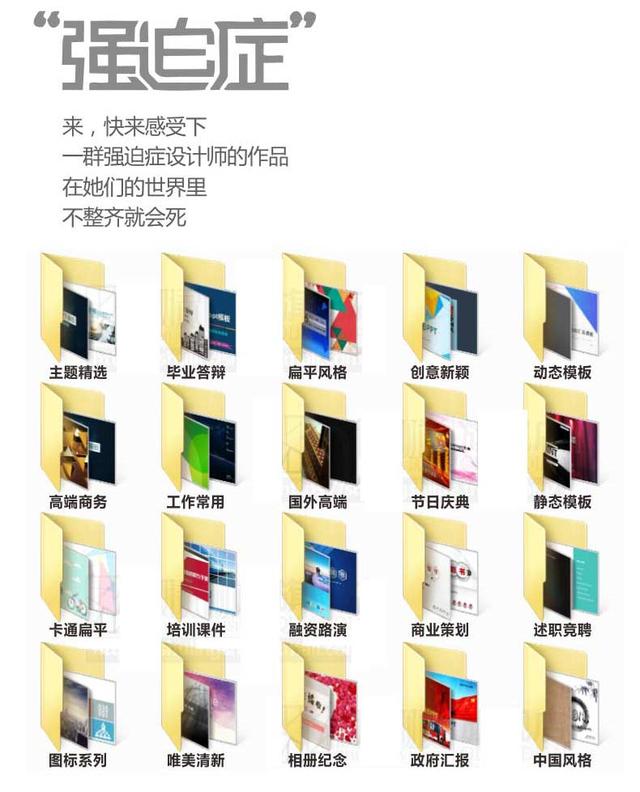 “强迫症”
来，快来感受下
一群强迫症设计师的作品
在她们的世界里
不整齐就会死
主题精选 毕业答辩 扁平风格 创意新颖 动态模板
高端商务 工作常用 国外高端 节日庆典 静态模板
卡通扁平 培训课件 融资路演 商业策划 述职竞聘
图标系列 唯美清新 相册纪念 政府汇报 中国风格